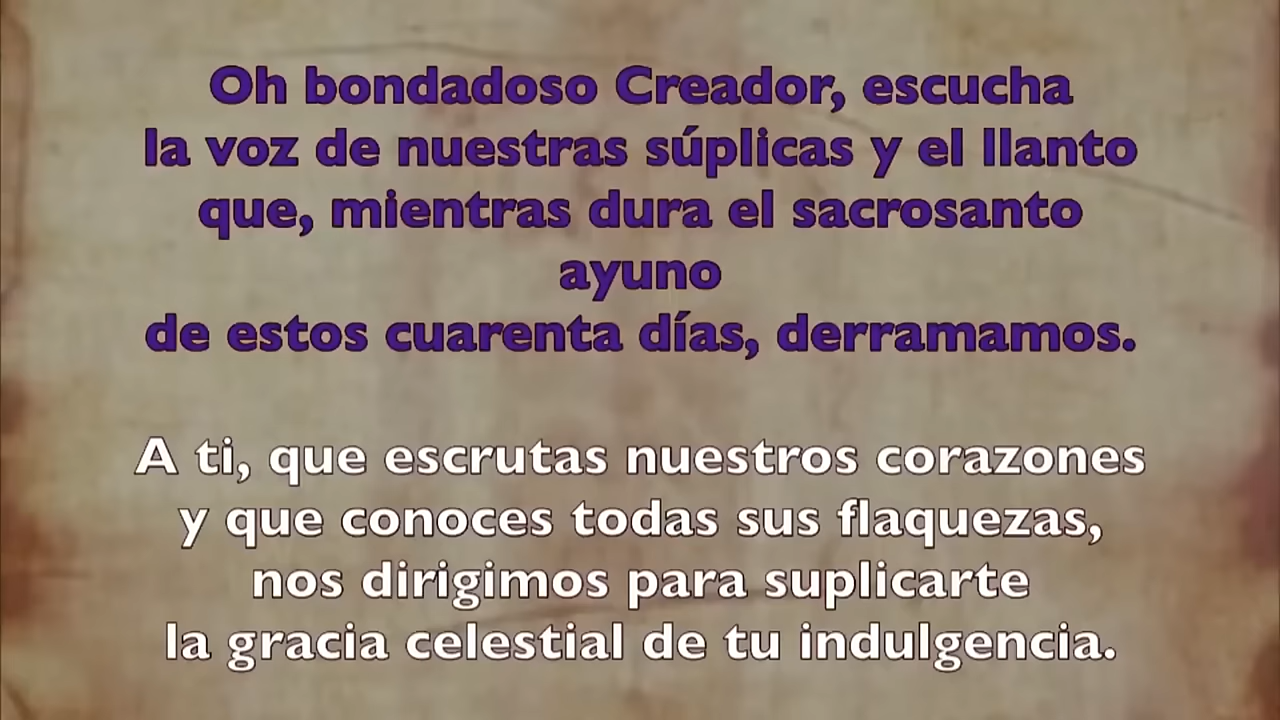 Oh bondadoso Creador, escucha
la voz de nuestras súplicas y el llanto
que, mientras dura el sacrosanto
ayuno
de estos cuarenta días, derramamos.
A ti, que escrutas nuestros corazones
y que conoces todas sus flaquezas,
nos dirigimos para suplicarte
la gracia celestial de tu indulgencia.